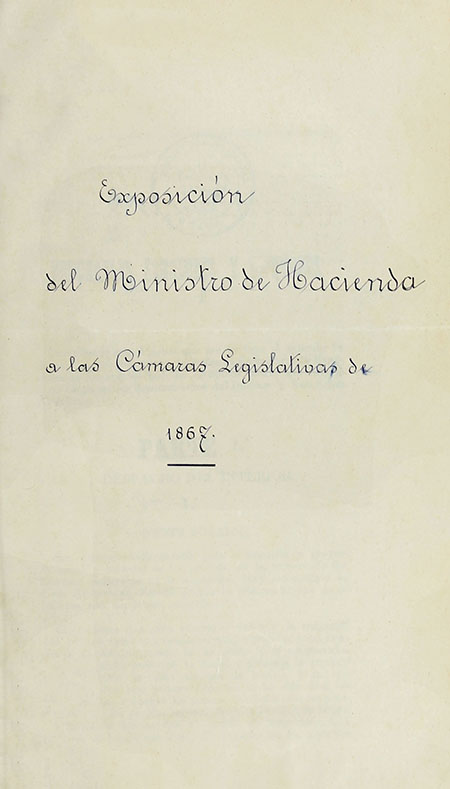 Exposición
del Ministro de Hacienda
a las Cámaras Legislativas de
1867.